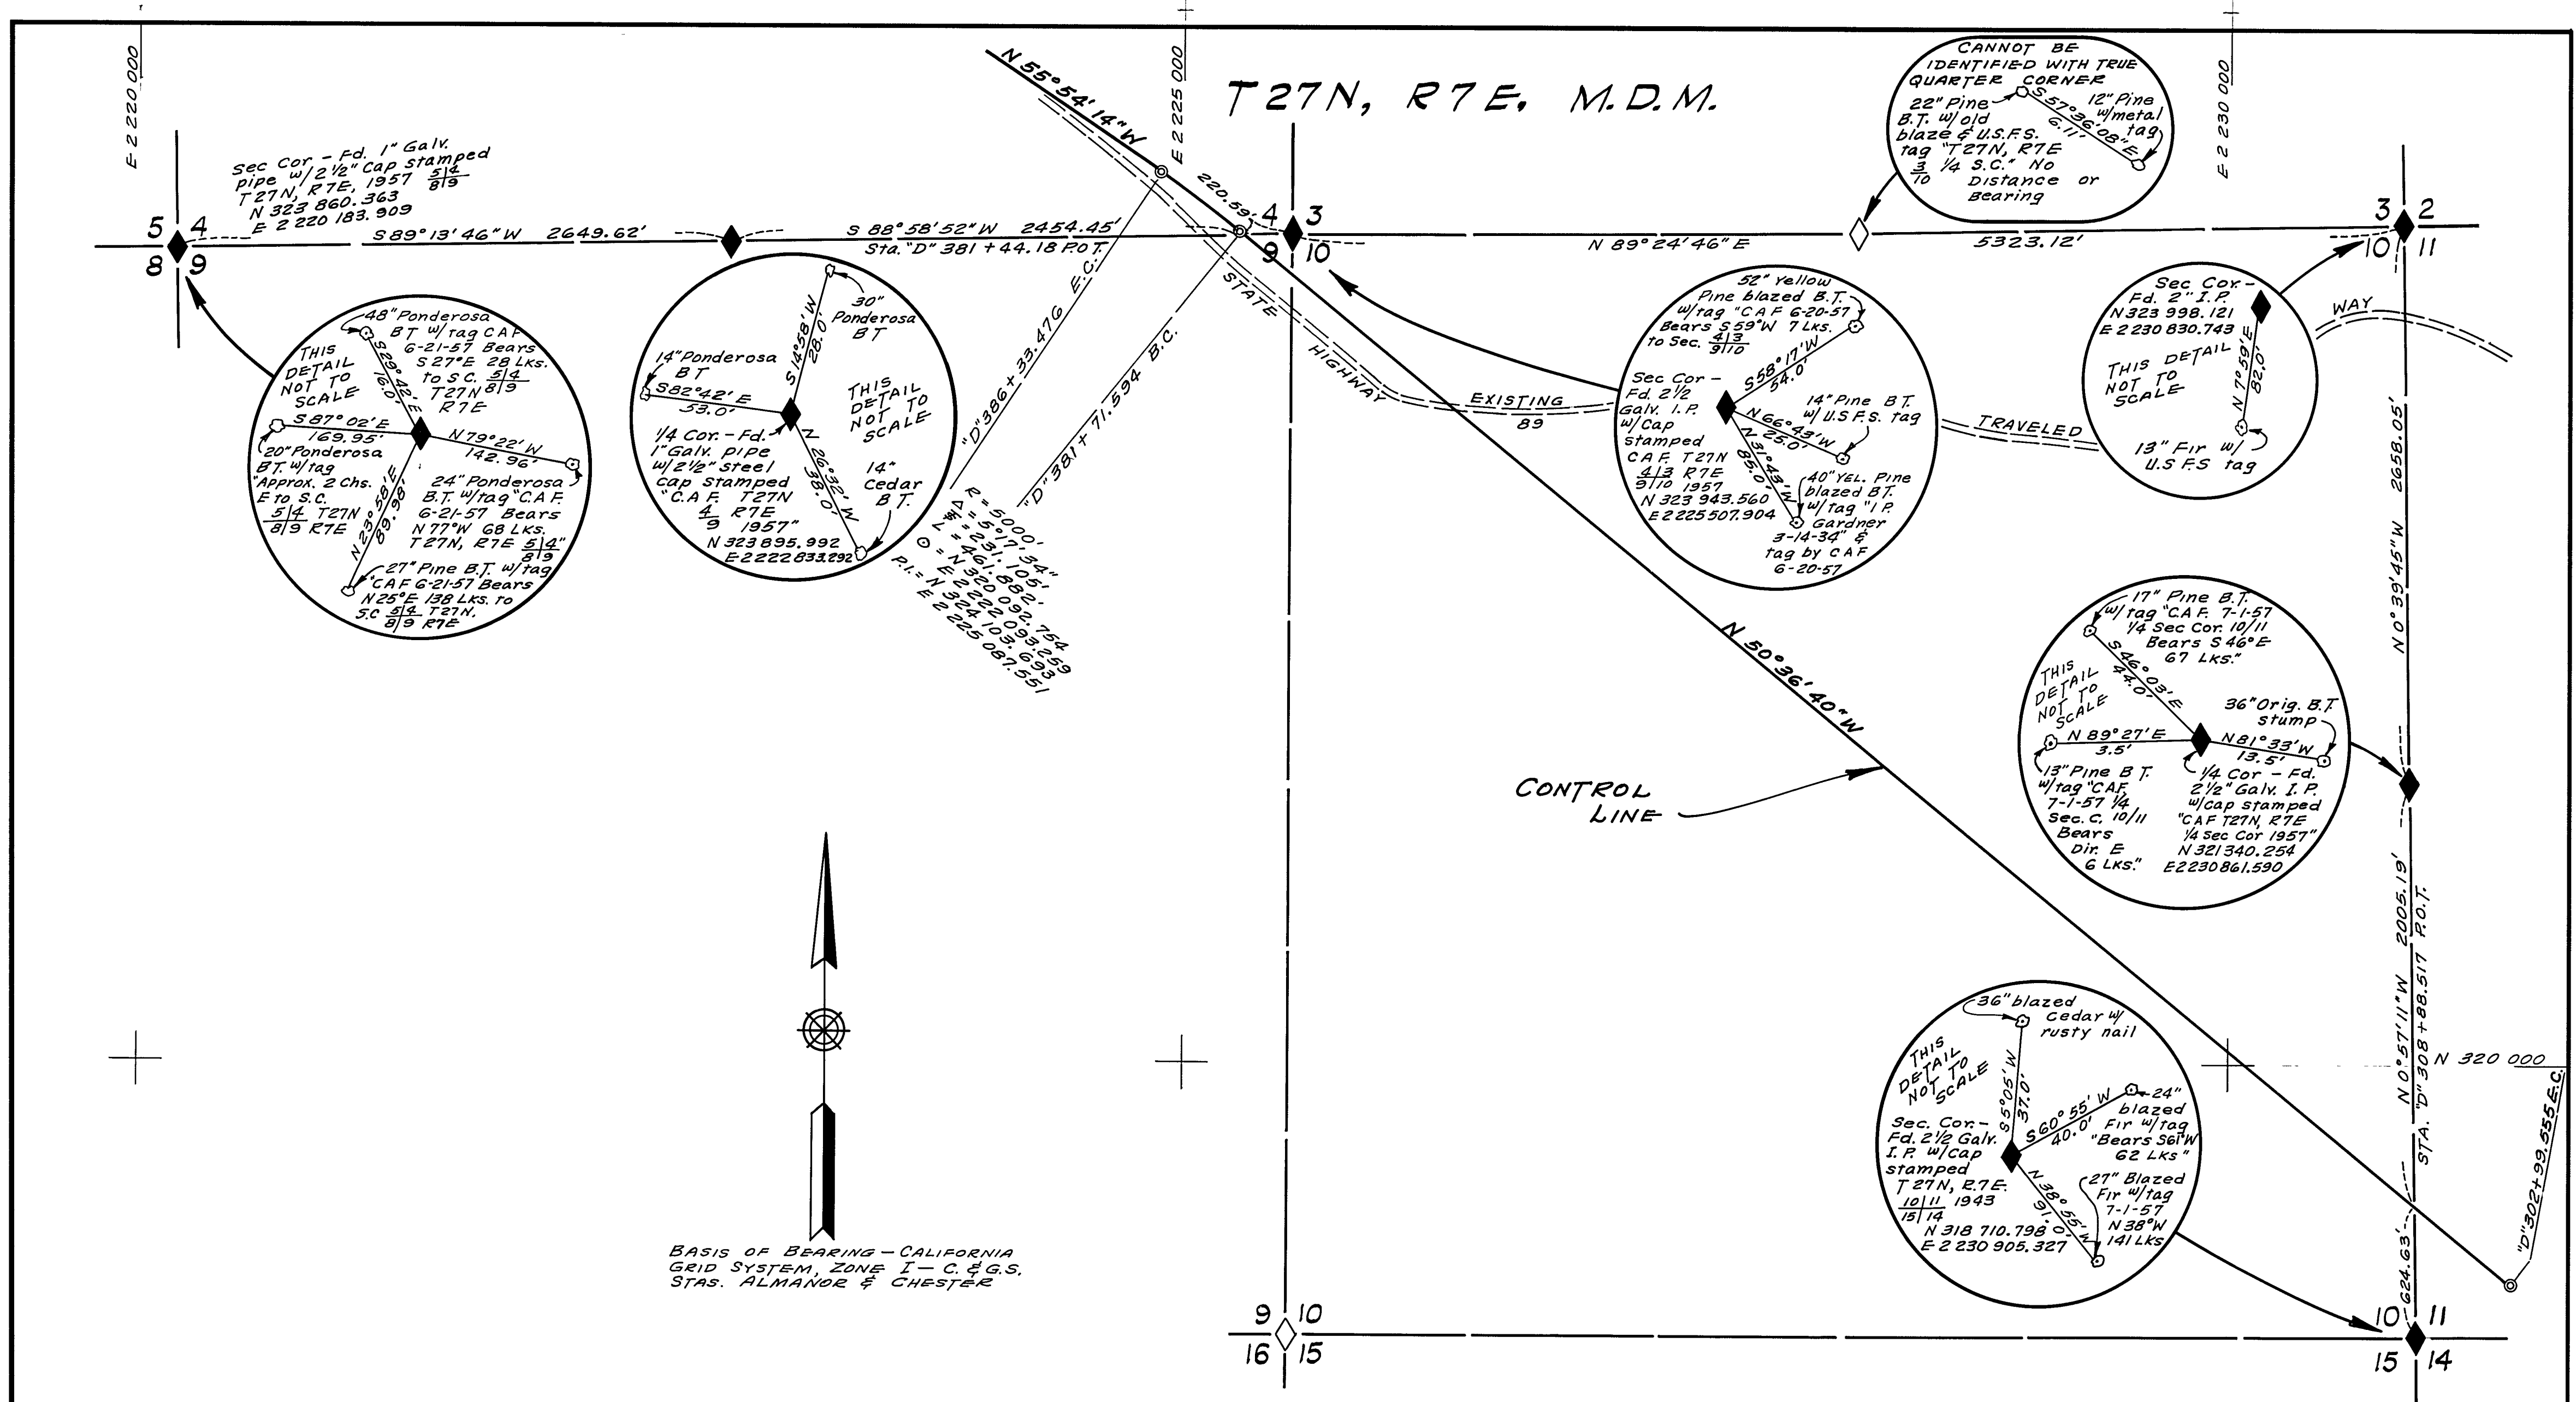 E 2 220 000
E 2 225 000
E 2 230 000
T 27 N, R 7 E, M.D.M.
N 55° 54' 14" W
CANNOT BE
IDENTIFIED WITH TRUE
QUARTER CORNER
22" Pine
B.T. w/old
blaze & U.S.F.S.
tag "T27N, R7E
3/10 1/4 S.C." No
Distance or
Bearing
S 57° 36' 08" E
6.11'
12" Pine
w/metal
tag
Sec Cor - Fd. 1" Galv.
pipe w/ 2 1/2" Cap stamped
T 27 N, R 7 E, 1957 5|4
8|9
N 323 860.363
E 2 220 183.909
5 4
8 9
S 89° 13' 46" W 2649.62'
S 88° 58' 52" W 2454.45'
Sta. "D" 381 + 44.18 P.O.T.
220.59'
4 3
9 10
N 89° 24' 46" E 5323.12'
3 2
10 11
STATE
HIGHWAY
EXISTING
89
TRAVELED
WAY
48" Ponderosa
BT w/tag CAF
6-21-57 Bears
S 27° E 28 Lks.
to S C. 5|4
8|9
T27N
R7E
THIS
DETAIL
NOT TO
SCALE
S 29° 42' E
16.0'
S 87° 02' E
169.95'
N 79° 22' W
142.96'
20" Ponderosa
B.T. w/tag
"Approx. 2 Chs.
E to S.C.
5|4 T27N
8|9 R7E
N 23° 58' E
89.98'
24" Ponderosa
B.T. w/tag "C.A.F.
6-21-57 Bears
N 77° W 68 Lks.
T 27N, R7E 5|4"
8|9
27" Pine B.T. w/tag
"CAF 6-21-57 Bears
N 25° E 138 Lks. to
S.C 5|4 T27N.
8|9 R7E
30"
Ponderosa
BT
S 14° 58' W
28.0'
14" Ponderosa
BT
S 82° 42' E
53.0'
THIS
DETAIL
NOT TO
SCALE
1/4 Cor. - Fd.
1" Galv. pipe
w/ 2 1/2" Steel
cap stamped
"C.A F. T27N
4 R7E
9 1957"
N 323 895.992
E 2 222 833.292
N 26° 32' W
38.0'
14"
Cedar
B T.
"D" 386 + 33.476 E.C.
"D" 381 + 71.594 B.C.
R = 5000'
Δ = 5° 17' 34"
T = 231.105'
L = 461.882'
⊙ = N 320 092.754
E 2 222 093.259
P.I. = N 324 103.693
E 2 225 087.551
52" Yellow
Pine blazed B.T.
w/tag "CAF 6-20-57
Bears S 59° W 7 Lks.
to Sec. 4|3
9|10
S 58° 17' W
54.0'
Sec Cor -
Fd. 2 1/2
Galv. I.P.
w/Cap
stamped
CAF. T27N
4|3 R7E
9|10 1957
N 323 943.560
E 2 225 507.904
14" Pine BT.
w/U.S.F.S. tag
N 66° 43' W
25.0'
N 31° 43' W
85.0'
40" YEL. Pine
blazed BT.
w/tag "I P.
Gardner
3-14-34" &
tag by CAF
6-20-57
Sec Cor. -
Fd. 2" I.P.
N 323 998.121
E 2 230 830.743
THIS DETAIL
NOT TO
SCALE
N 7° 59' E
82.0'
13" Fir w/
U.S F S tag
N 0° 39' 45" W 2658.05'
N 50° 36' 40" W
CONTROL
LINE
17" Pine B.T.
w/tag "C.A.F. 7-1-57
1/4 Sec Cor. 10/11
Bears S 46° E
67 Lks."
THIS
DETAIL
NOT TO
SCALE
S 46° 03' E
44.0'
36" Orig. B.T.
stump
N 89° 27' E
3.5'
N 81° 33' W
13.5'
13" Pine B T.
w/tag "CAF.
7-1-57 1/4
Sec. C. 10/11
Bears
Dir. E
6 Lks."
1/4 Cor - Fd.
2 1/2" Galv. I. P.
w/cap stamped
"CAF T27N, R7E
1/4 Sec Cor 1957"
N 321 340.254
E 2 230 861.590
N 0° 57' 11" W 2005.19'
STA. "D" 308 + 88.517 P.O.T.
N 320 000
"D" 302 + 99.555 E.C.
624.63'
36" blazed
Cedar w/
rusty nail
THIS
DETAIL
NOT TO
SCALE
S 5° 05' W
37.0'
S 60° 55' W
40.0'
24"
blazed
Fir w/tag
"Bears S61°W
62 Lks"
Sec. Cor. -
Fd. 2 1/2 Galv.
I. P. w/Cap
stamped
T 27N, R.7E.
10|11 1943
15|14
N 318 710.798
E 2 230 905.327
N 38° 55' W
91.0'
27" Blazed
Fir w/tag
7-1-57
N 38° W
141 Lks
BASIS OF BEARING — CALIFORNIA
GRID SYSTEM, ZONE I — C. & G.S.
STAS. ALMANOR & CHESTER
9 10
16 15
10 11
15 14